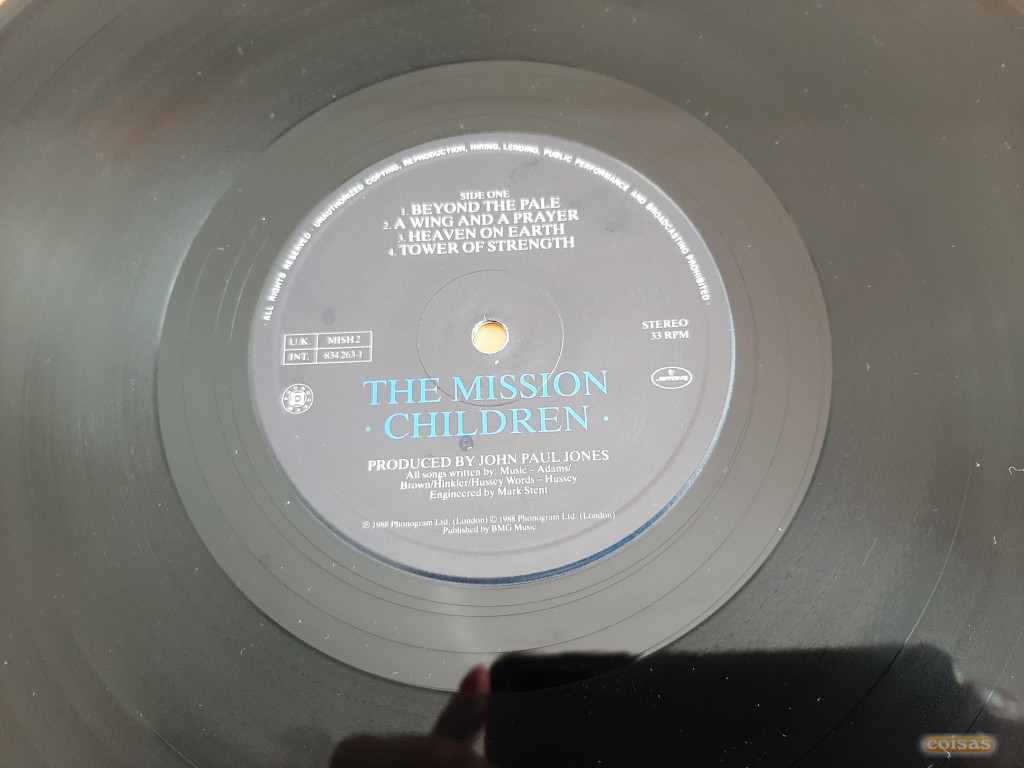 · ALL RIGHTS RESERVED · UNAUTHORIZED COPYING, REPRODUCTION, HIRING, LENDING, PUBLIC PERFORMANCE AND BROADCASTING PROHIBITED ·
SIDE ONE
1. BEYOND THE PALE
2. A WING AND A PRAYER
3. HEAVEN ON EARTH
4. TOWER OF STRENGTH
STEREO
33 RPM
U.K. MISH 2
INT. 834 263-1
THE MISSION
· CHILDREN ·
PRODUCED BY JOHN PAUL JONES
All songs written by: Music – Adams/
Brown/Hinkler/Hussey Words – Hussey
Engineered by Mark Stent
℗ 1988 Phonogram Ltd. (London) © 1988 Phonogram Ltd. (London)
Published by BMG Music
coisas